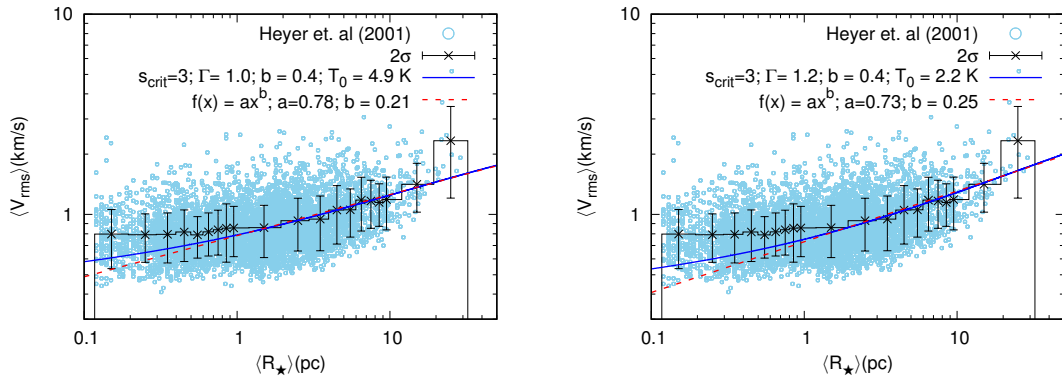 10
1
⟨V_rms⟩(km/s)
Heyer et. al (2001)
2σ
s_crit=3; Γ= 1.0; b = 0.4; T_0 = 4.9 K
f(x) = ax^b; a=0.78; b = 0.21
0.1
1
10
⟨R_★⟩(pc)
10
1
⟨V_rms⟩(km/s)
Heyer et. al (2001)
2σ
s_crit=3; Γ= 1.2; b = 0.4; T_0 = 2.2 K
f(x) = ax^b; a=0.73; b = 0.25
0.1
1
10
⟨R_★⟩(pc)